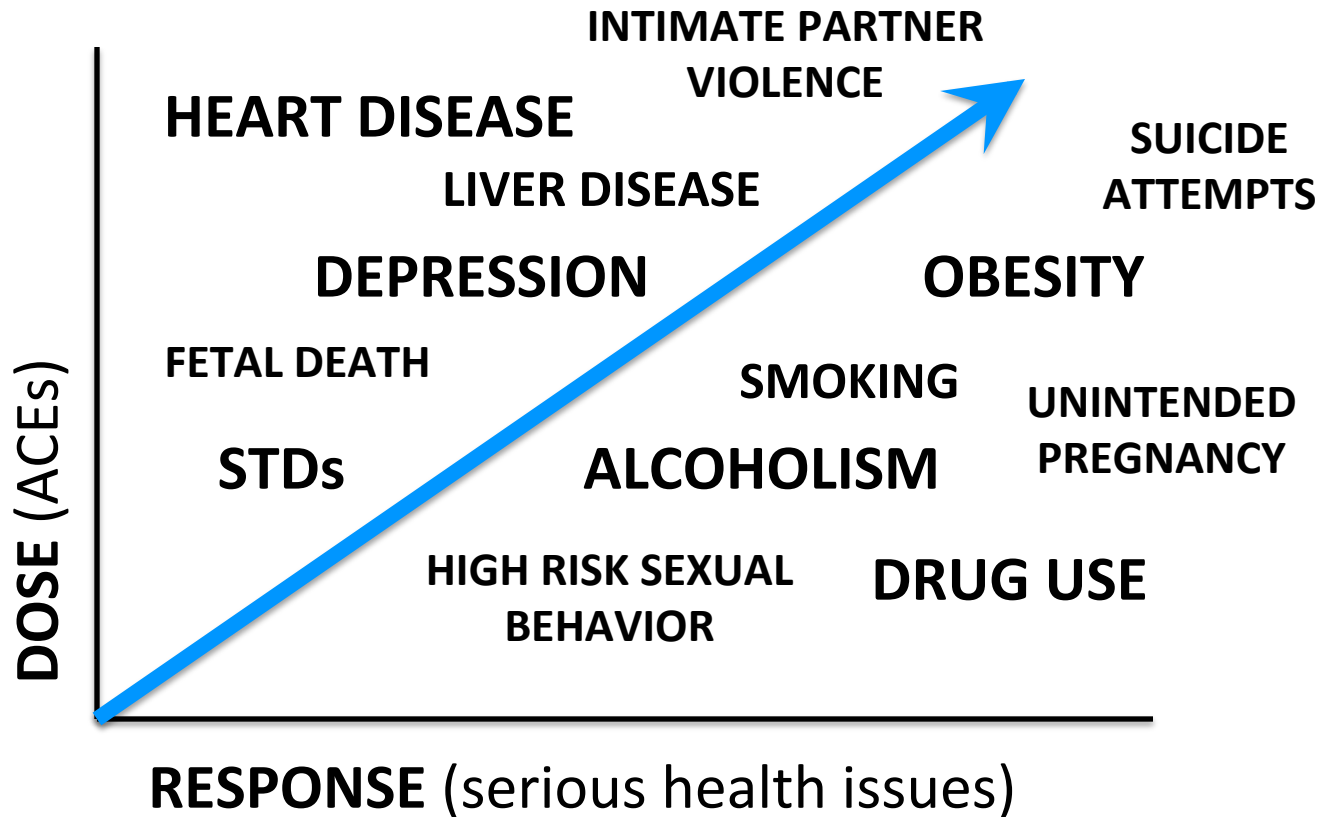 INTIMATE PARTNER
VIOLENCE
HEART DISEASE
SUICIDE
ATTEMPTS
LIVER DISEASE
DEPRESSION
OBESITY
FETAL DEATH
SMOKING
UNINTENDED
PREGNANCY
STDs
ALCOHOLISM
HIGH RISK SEXUAL
BEHAVIOR
DRUG USE
DOSE (ACEs)
RESPONSE (serious health issues)